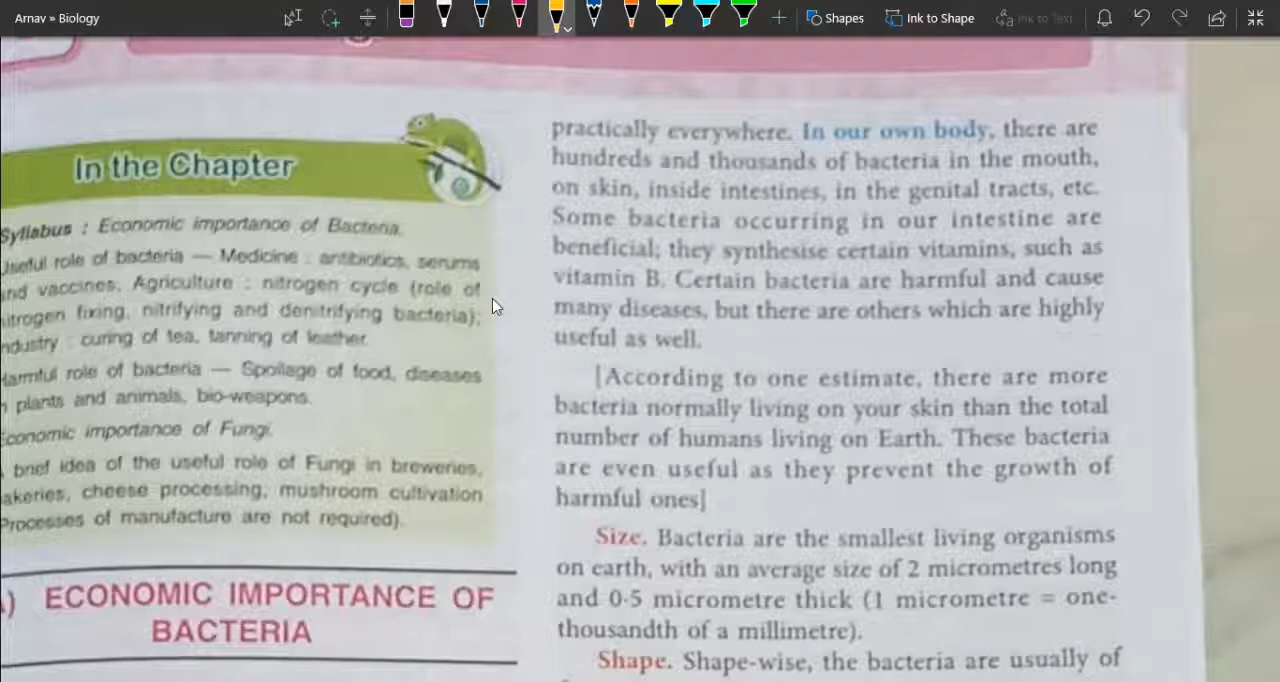 Arnav » Biology
Shapes
Ink to Shape
Ink to Text
In the Chapter
Syllabus : Economic importance of Bacteria.
Useful role of bacteria — Medicine : antibiotics, serums
and vaccines, Agriculture : nitrogen cycle (role of
nitrogen fixing, nitrifying and denitrifying bacteria);
ndustry : curing of tea, tanning of leather.
Harmful role of bacteria — Spoilage of food, diseases
n plants and animals, bio-weapons.
Economic importance of Fungi.
brief idea of the useful role of Fungi in breweries,
akeries, cheese processing, mushroom cultivation
Processes of manufacture are not required).
) ECONOMIC IMPORTANCE OF
BACTERIA
practically everywhere. In our own body, there are
hundreds and thousands of bacteria in the mouth,
on skin, inside intestines, in the genital tracts, etc.
Some bacteria occurring in our intestine are
beneficial; they synthesise certain vitamins, such as
vitamin B. Certain bacteria are harmful and cause
many diseases, but there are others which are highly
useful as well.
[According to one estimate, there are more
bacteria normally living on your skin than the total
number of humans living on Earth. These bacteria
are even useful as they prevent the growth of
harmful ones]
Size. Bacteria are the smallest living organisms
on earth, with an average size of 2 micrometres long
and 0·5 micrometre thick (1 micrometre = one-
thousandth of a millimetre).
Shape. Shape-wise, the bacteria are usually of